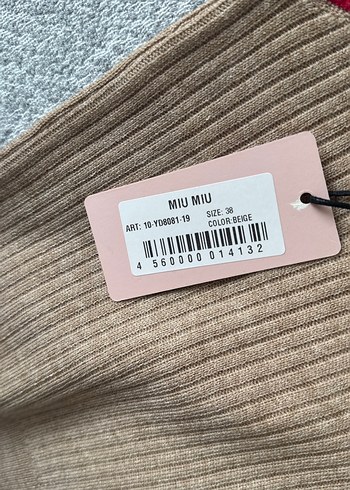 MIU MIU
ART: 10-YD8081-19 SIZE: 38
COLOR:BEIGE
4 560000 014132